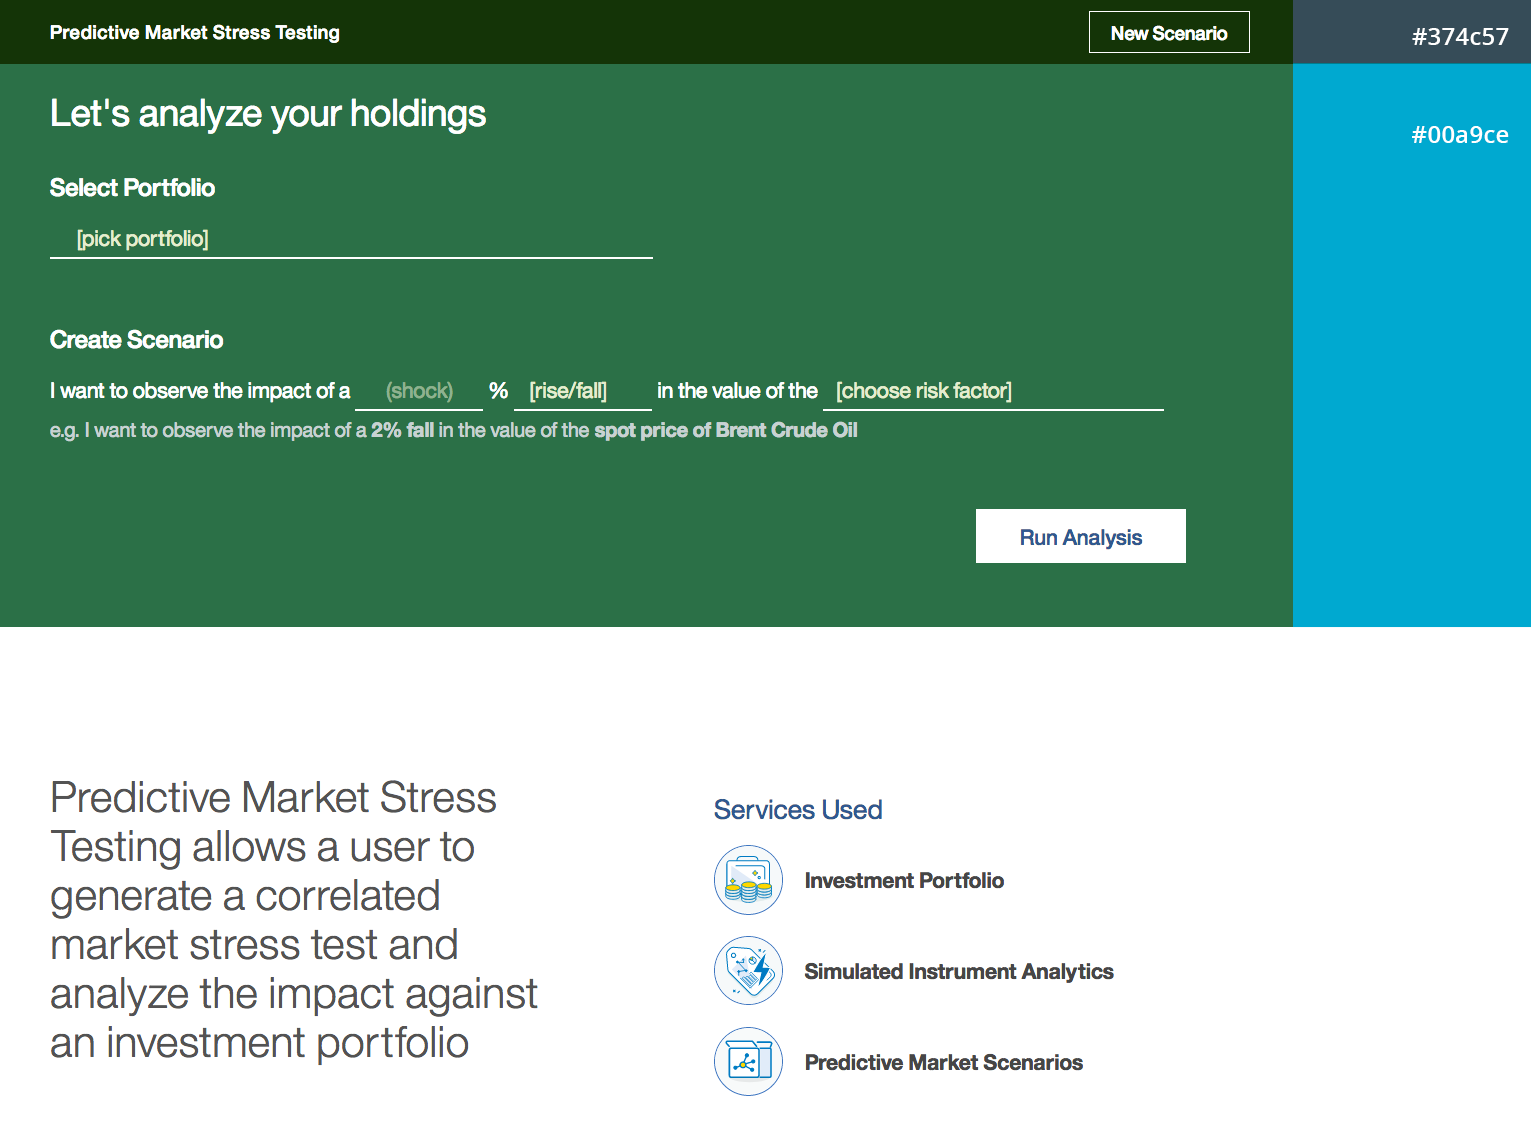 Predictive Market Stress Testing
New Scenario
#374c57
Let's analyze your holdings
#00a9ce
Select Portfolio
[pick portfolio]
Create Scenario
I want to observe the impact of a (shock) % [rise/fall] in the value of the [choose risk factor]
e.g. I want to observe the impact of a 2% fall in the value of the spot price of Brent Crude Oil
Run Analysis
Predictive Market Stress
Testing allows a user to
generate a correlated
market stress test and
analyze the impact against
an investment portfolio
Services Used
Investment Portfolio
Simulated Instrument Analytics
Predictive Market Scenarios